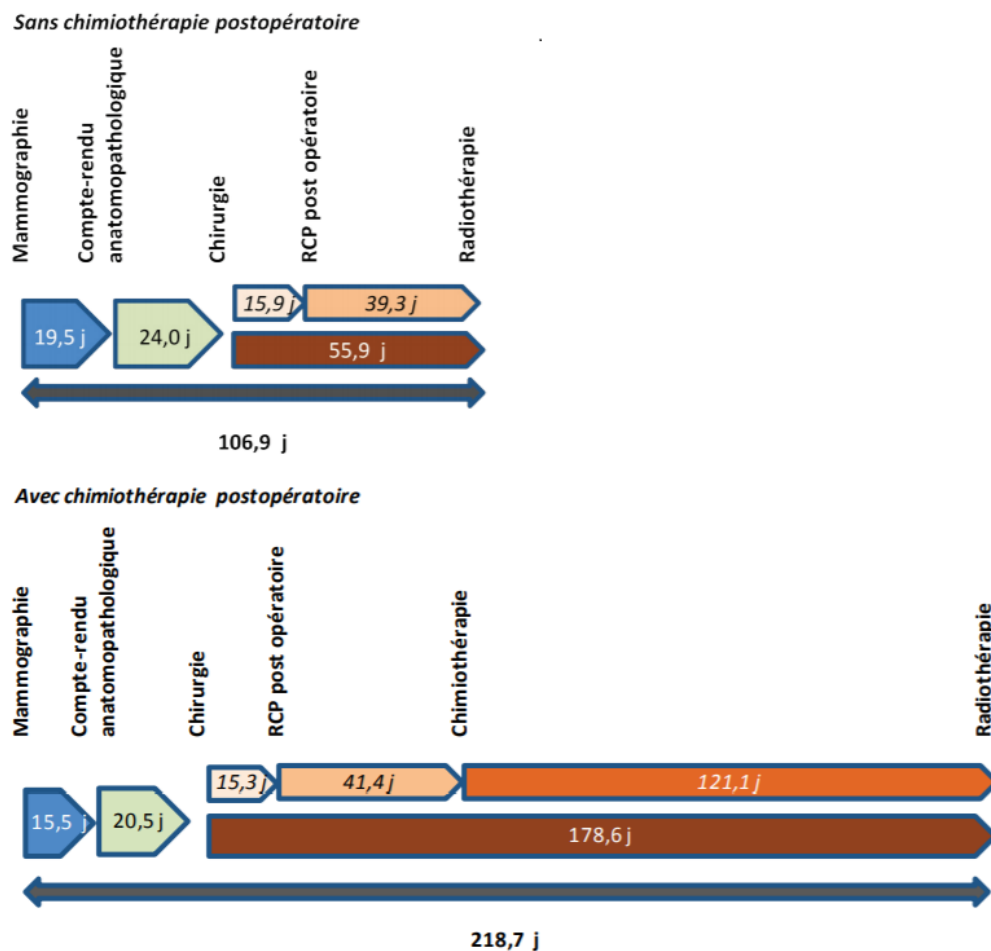 Sans chimiothérapie postopératoire
Mammographie
Compte-rendu
anatomopathologique
Chirurgie
RCP post opératoire
Radiothérapie
19,5 j
24,0 j
15,9 j
39,3 j
55,9 j
106,9 j
Avec chimiothérapie postopératoire
Mammographie
Compte-rendu
anatomopathologique
Chirurgie
RCP post opératoire
Chimiothérapie
Radiothérapie
15,5 j
20,5 j
15,3 j
41,4 j
121,1 j
178,6 j
218,7 j